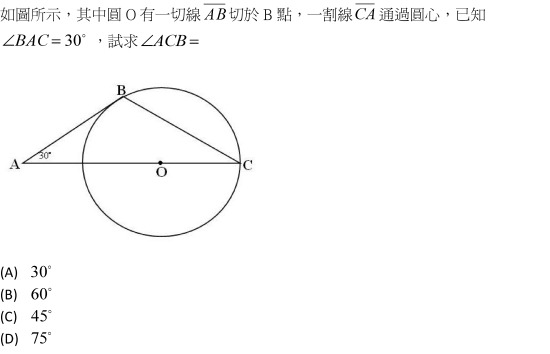 如圖所示，其中圓 O 有一切線 AB 切於 B 點，一割線 CA 通過圓心，已知
∠BAC = 30°，試求∠ACB =
B
A
30°
O
C
(A) 30°
(B) 60°
(C) 45°
(D) 75°